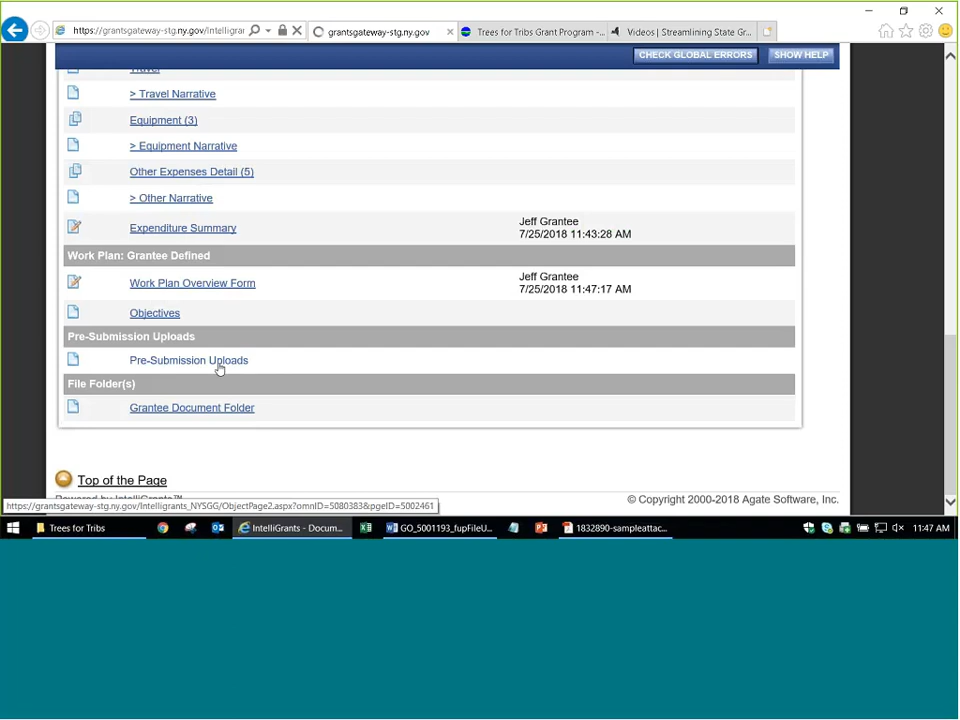 https://grantsgateway-stg.ny.gov/Intelligrar
grantsgateway-stg.ny.gov
Trees for Tribs Grant Program -...
Videos | Streamlining State Gr...
CHECK GLOBAL ERRORS
SHOW HELP
Travel
> Travel Narrative
Equipment (3)
> Equipment Narrative
Other Expenses Detail (5)
> Other Narrative
Expenditure Summary
Jeff Grantee
7/25/2018 11:43:28 AM
Work Plan: Grantee Defined
Work Plan Overview Form
Jeff Grantee
7/25/2018 11:47:17 AM
Objectives
Pre-Submission Uploads
Pre-Submission Uploads
File Folder(s)
Grantee Document Folder
Top of the Page
Powered by IntelliGrants™
© Copyright 2000-2018 Agate Software, Inc.
https://grantsgateway-stg.ny.gov/Intelligrants_NYSGG/ObjectPage2.aspx?omnID=5080383&pgeID=5002461
Trees for Tribs
IntelliGrants - Docum...
GO_5001193_fupFileU...
1832890-sampleattac...
11:47 AM